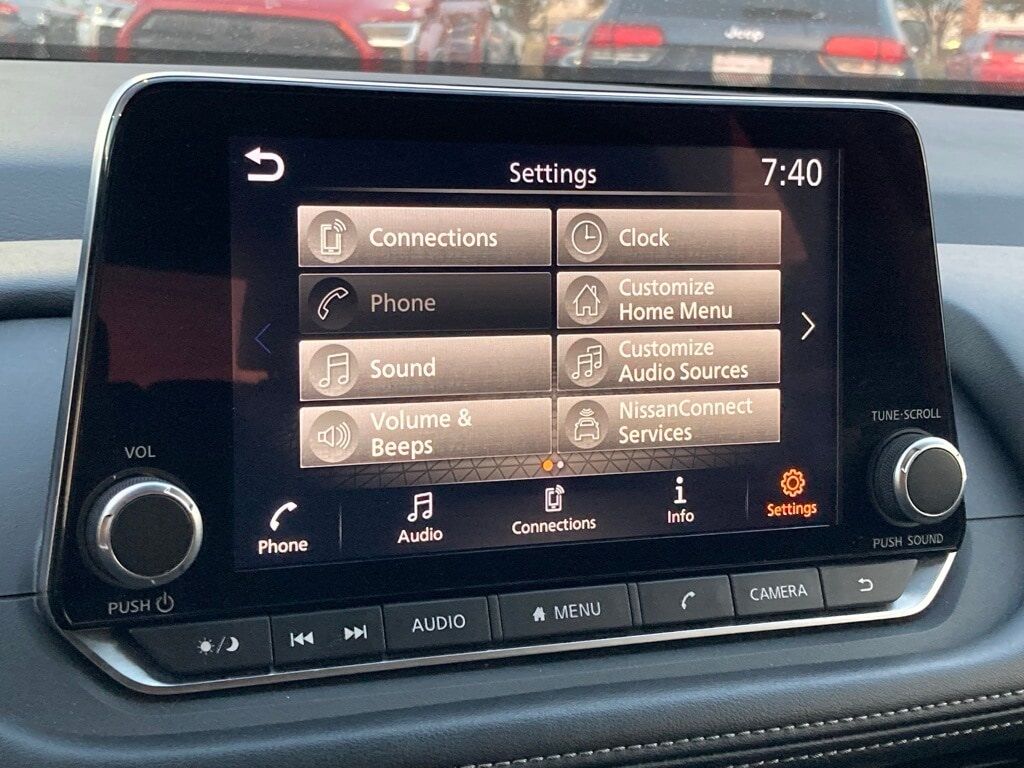 Jeep
Settings
7:40
Connections
Clock
Phone
Customize
Home Menu
Sound
Customize
Audio Sources
Volume &
Beeps
NissanConnect
Services
Phone
Audio
Connections
Info
Settings
VOL
PUSH
TUNE·SCROLL
PUSH SOUND
AUDIO
MENU
CAMERA